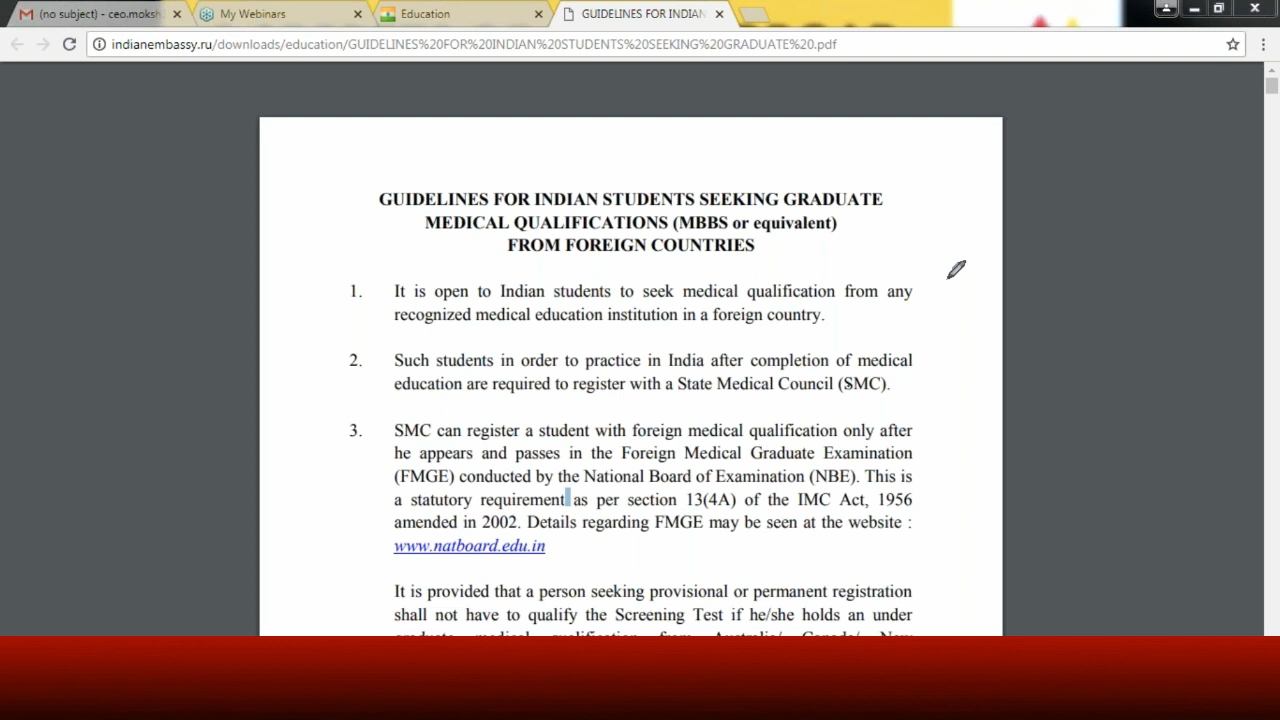 (no subject) - ceo.moksh
My Webinars
Education
GUIDELINES FOR INDIAN
indianembassy.ru/downloads/education/GUIDELINES%20FOR%20INDIAN%20STUDENTS%20SEEKING%20GRADUATE%20.pdf
GUIDELINES FOR INDIAN STUDENTS SEEKING GRADUATE
MEDICAL QUALIFICATIONS (MBBS or equivalent)
FROM FOREIGN COUNTRIES
1. It is open to Indian students to seek medical qualification from any
recognized medical education institution in a foreign country.
2. Such students in order to practice in India after completion of medical
education are required to register with a State Medical Council (SMC).
3. SMC can register a student with foreign medical qualification only after
he appears and passes in the Foreign Medical Graduate Examination
(FMGE) conducted by the National Board of Examination (NBE). This is
a statutory requirement as per section 13(4A) of the IMC Act, 1956
amended in 2002. Details regarding FMGE may be seen at the website :
www.natboard.edu.in
It is provided that a person seeking provisional or permanent registration
shall not have to qualify the Screening Test if he/she holds an under
graduate medical qualification from Australia/ Canada/ New